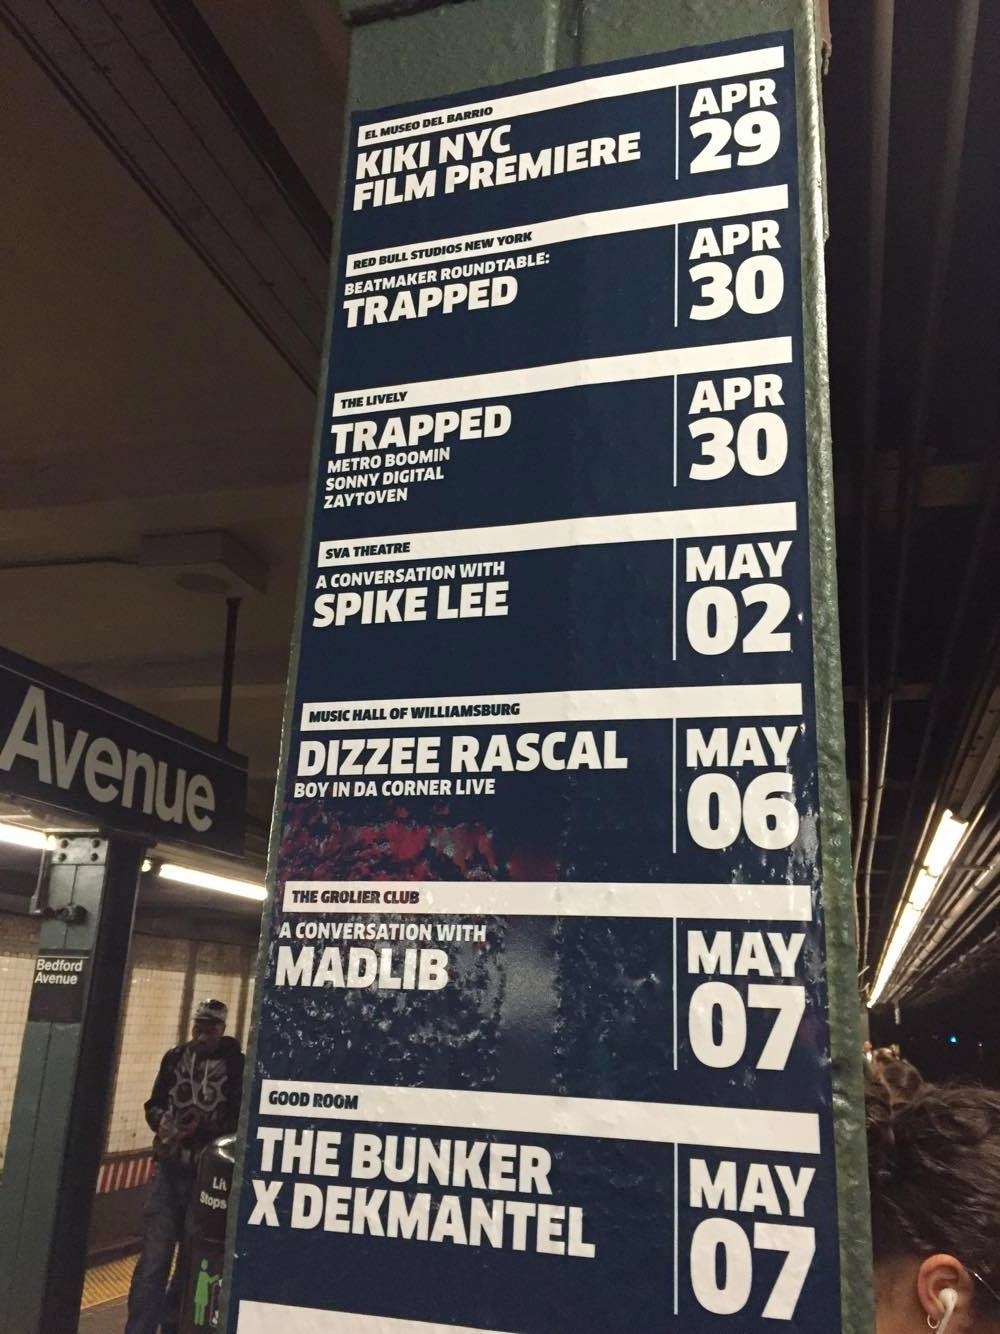 EL MUSEO DEL BARRIO
KIKI NYC
FILM PREMIERE
APR
29
RED BULL STUDIOS NEW YORK
BEATMAKER ROUNDTABLE:
TRAPPED
APR
30
THE LIVELY
TRAPPED
METRO BOOMIN
SONNY DIGITAL
ZAYTOVEN
APR
30
SVA THEATRE
A CONVERSATION WITH
SPIKE LEE
MAY
02
MUSIC HALL OF WILLIAMSBURG
DIZZEE RASCAL
BOY IN DA CORNER LIVE
MAY
06
THE GROLIER CLUB
A CONVERSATION WITH
MADLIB
MAY
07
GOOD ROOM
THE BUNKER
X DEKMANTEL
MAY
07
Avenue
Bedford
Avenue
Stops